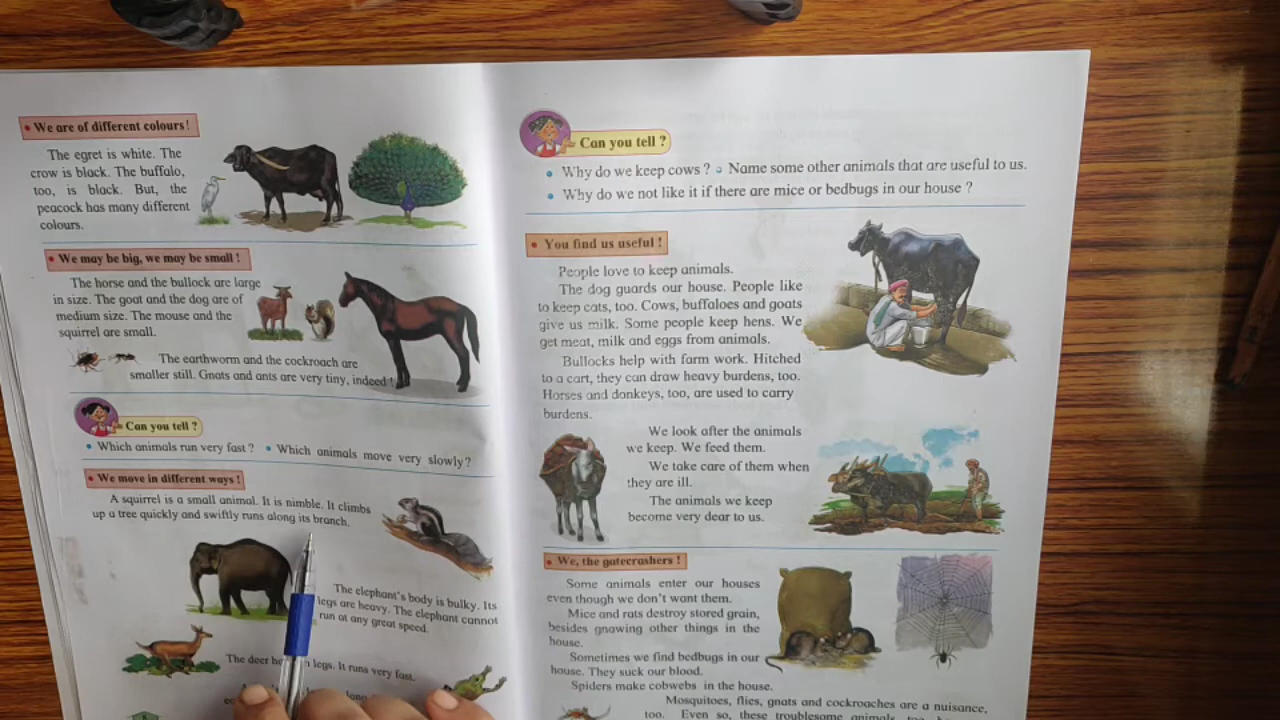 We are of different colours!
The egret is white. The
crow is black. The buffalo,
too, is black. But, the
peacock has many different
colours.
We may be big, we may be small!
The horse and the bullock are large
in size. The goat and the dog are of
medium size. The mouse and the
squirrel are small.
The earthworm and the cockroach are
smaller still. Gnats and ants are very tiny, indeed!
Can you tell?
• Which animals run very fast? • Which animals move very slowly?
We move in different ways!
A squirrel is a small animal. It is nimble. It climbs
up a tree quickly and swiftly runs along its branch.
The elephant's body is bulky. Its
legs are heavy. The elephant cannot
run at any great speed.
The deer legs. It runs very fast.
Can you tell?
• Why do we keep cows? • Name some other animals that are useful to us.
• Why do we not like it if there are mice or bedbugs in our house?
You find us useful!
People love to keep animals.
The dog guards our house. People like
to keep cats, too. Cows, buffaloes and goats
give us milk. Some people keep hens. We
get meat, milk and eggs from animals.
Bullocks help with farm work. Hitched
to a cart, they can draw heavy burdens, too.
Horses and donkeys, too, are used to carry
burdens.
We look after the animals
we keep. We feed them.
We take care of them when
they are ill.
The animals we keep
become very dear to us.
We, the gatecrashers!
Some animals enter our houses
even though we don't want them.
Mice and rats destroy stored grain,
besides gnawing other things in the
house.
Sometimes we find bedbugs in our
house. They suck our blood.
Spiders make cobwebs in the house.
Mosquitoes, flies, gnats and cockroaches are a nuisance,
too. Even so, these troublesome animals, too,